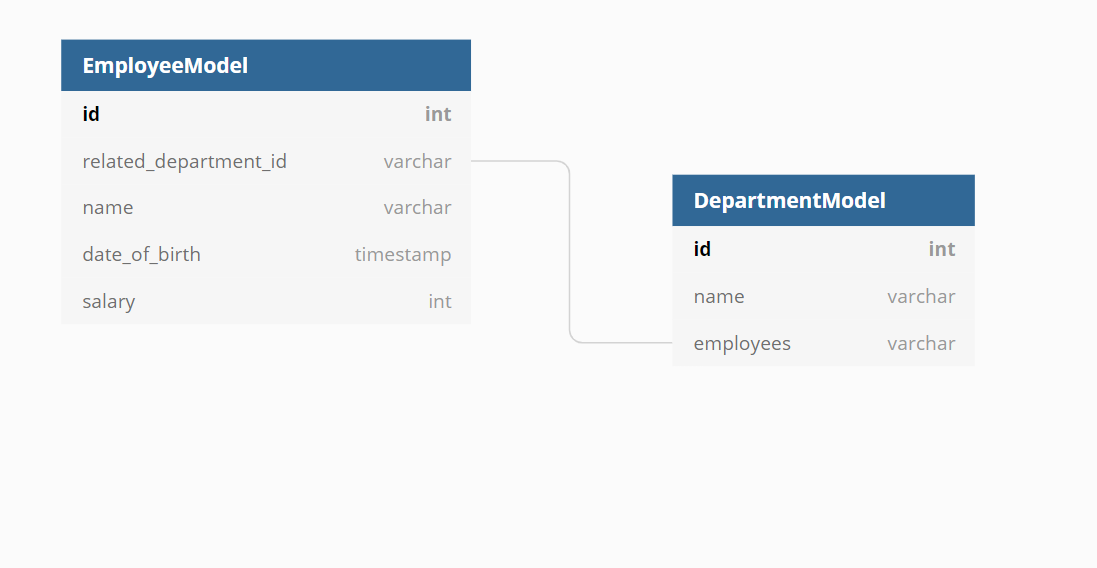 EmployeeModel
id int
related_department_id varchar
name varchar
date_of_birth timestamp
salary int
DepartmentModel
id int
name varchar
employees varchar